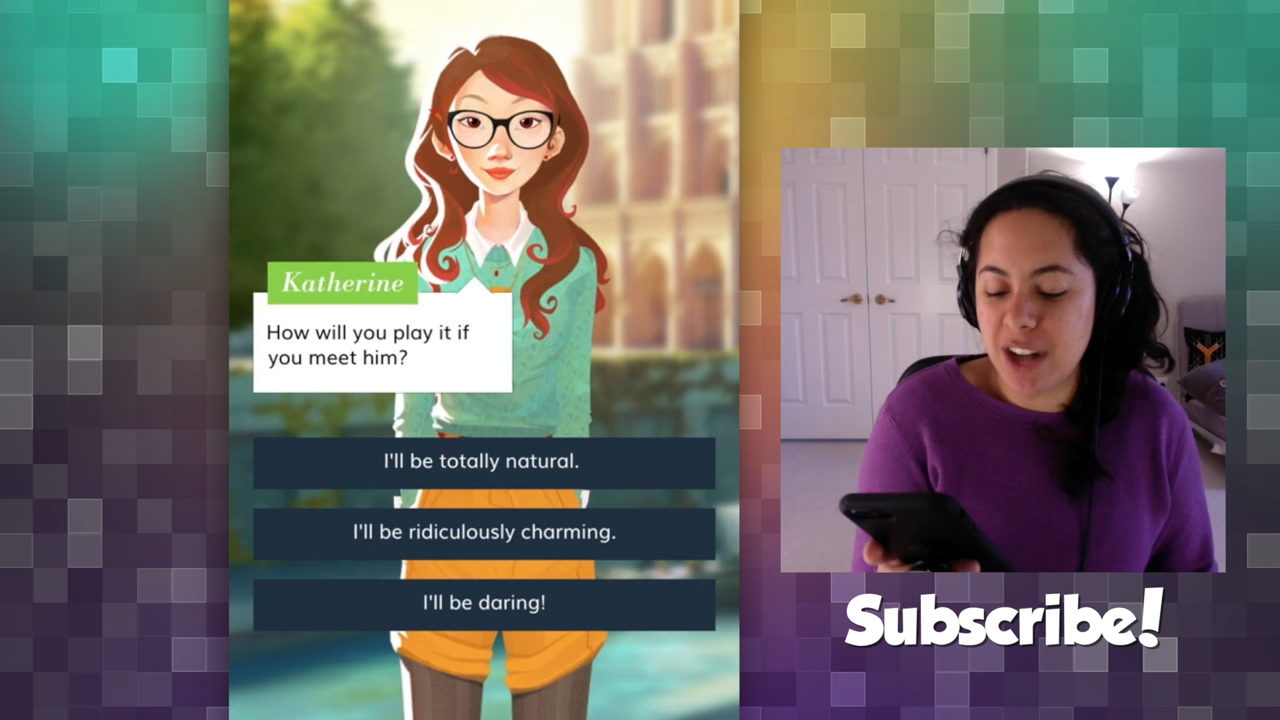 Katherine
How will you play it if
you meet him?
I'll be totally natural.
I'll be ridiculously charming.
I'll be daring!
Subscribe!